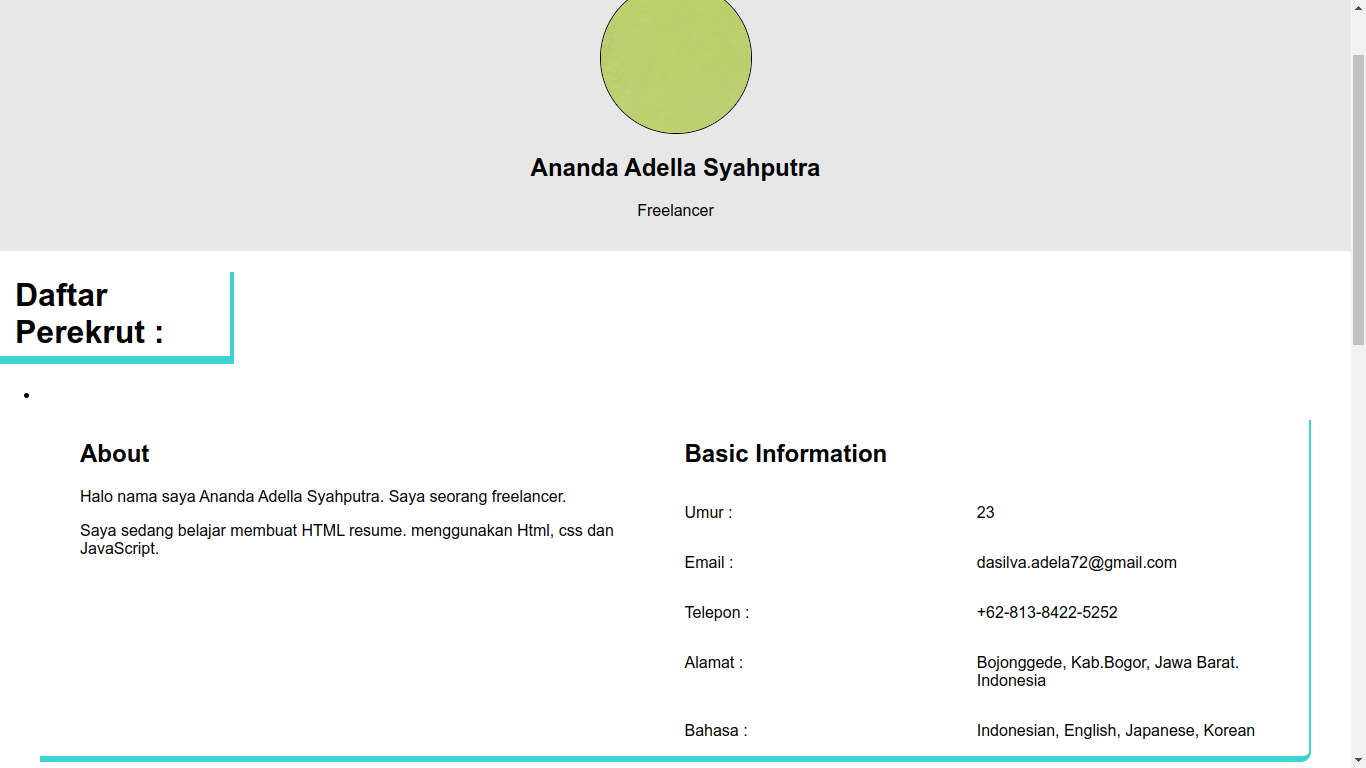 Ananda Adella Syahputra
Freelancer
Daftar
Perekrut :
About
Halo nama saya Ananda Adella Syahputra. Saya seorang freelancer.
Saya sedang belajar membuat HTML resume. menggunakan Html, css dan
JavaScript.
Basic Information
Umur : 23
Email : dasilva.adela72@gmail.com
Telepon : +62-813-8422-5252
Alamat : Bojonggede, Kab.Bogor, Jawa Barat.
Indonesia
Bahasa : Indonesian, English, Japanese, Korean